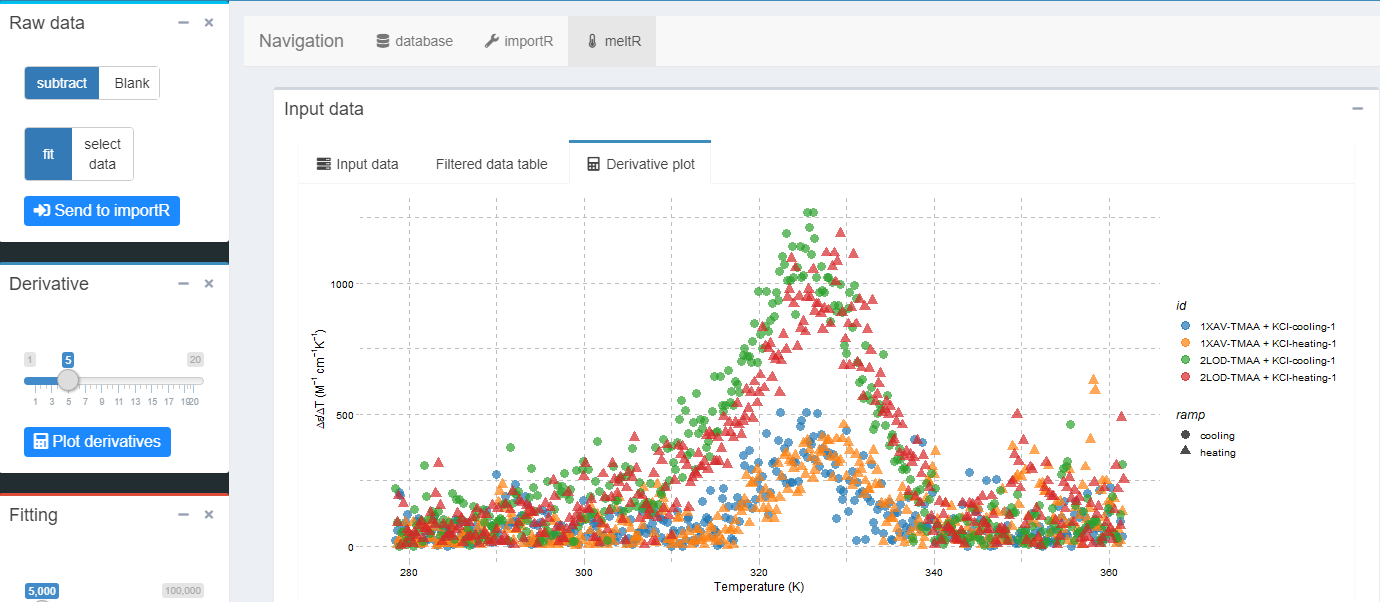 Raw data
subtract Blank
fit select data
Send to importR
Derivative
1 5 20
1 3 5 7 9 11 13 15 17 19 20
Plot derivatives
Fitting
5,000 100,000
Navigation database importR meltR
Input data
Input data Filtered data table Derivative plot
1000
500
0
Δε/ΔT (M⁻¹ cm⁻¹K⁻¹)
280 300 320 340 360
Temperature (K)
id
1XAV-TMAA + KCl-cooling-1
1XAV-TMAA + KCl-heating-1
2LOD-TMAA + KCl-cooling-1
2LOD-TMAA + KCl-heating-1
ramp
cooling
heating